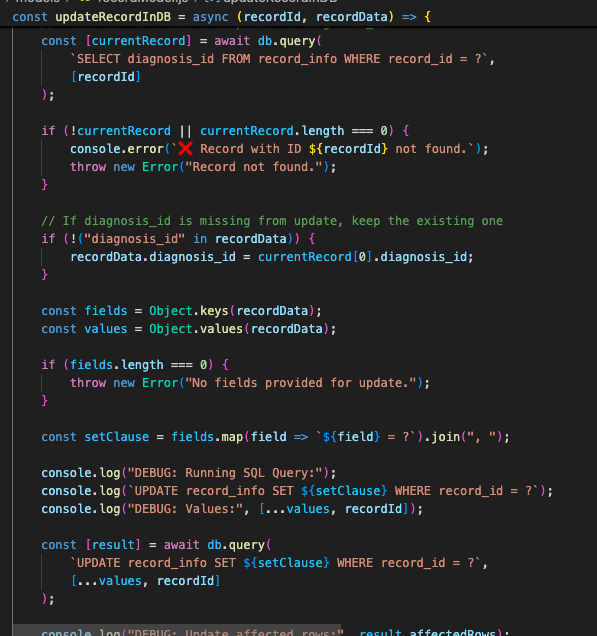 const updateRecordInDB = async (recordId, recordData) => {
const [currentRecord] = await db.query(
`SELECT diagnosis_id FROM record_info WHERE record_id = ?`,
[recordId]
);
if (!currentRecord || currentRecord.length === 0) {
console.error(`❌ Record with ID ${recordId} not found.`);
throw new Error("Record not found.");
}
// If diagnosis_id is missing from update, keep the existing one
if (!("diagnosis_id" in recordData)) {
recordData.diagnosis_id = currentRecord[0].diagnosis_id;
}
const fields = Object.keys(recordData);
const values = Object.values(recordData);
if (fields.length === 0) {
throw new Error("No fields provided for update.");
}
const setClause = fields.map(field => `${field} = ?`).join(", ");
console.log("DEBUG: Running SQL Query:");
console.log(`UPDATE record_info SET ${setClause} WHERE record_id = ?`);
console.log("DEBUG: Values:", [...values, recordId]);
const [result] = await db.query(
`UPDATE record_info SET ${setClause} WHERE record_id = ?`,
[...values, recordId]
);
console.log("DEBUG: Update affected rows:", result.affectedRows);